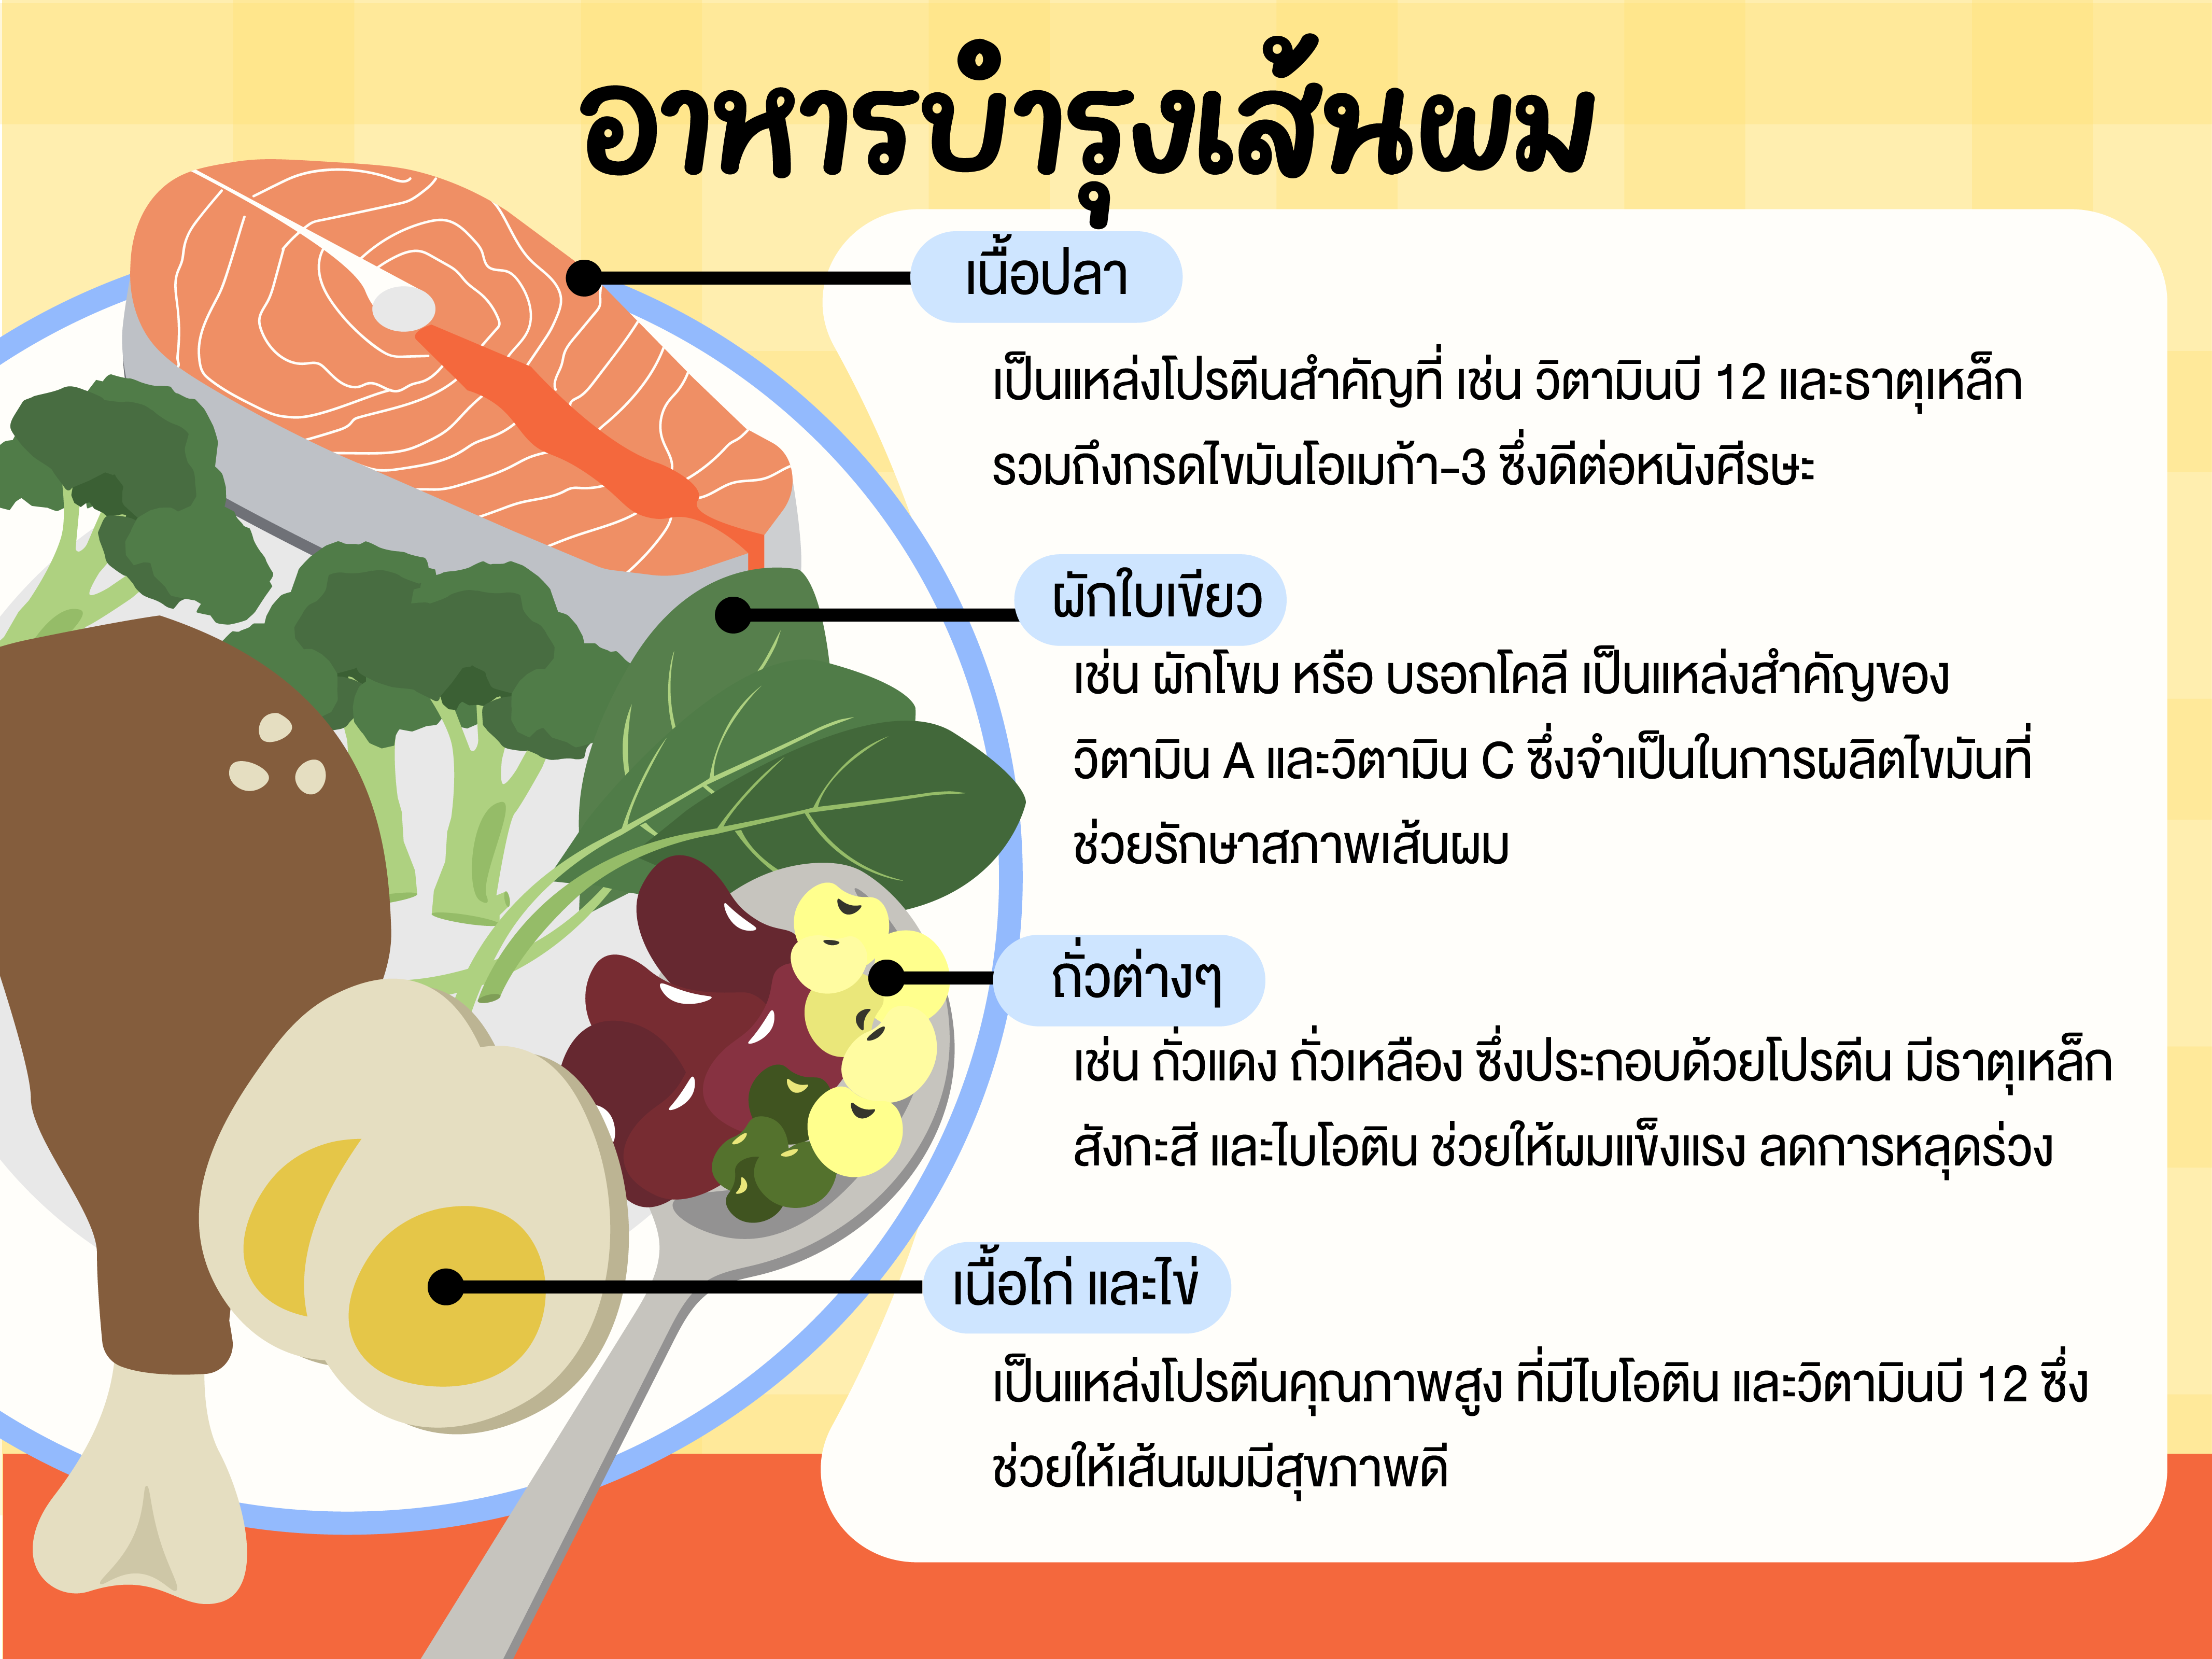 อาหารบำรุงเส้นผม
เนื้อปลา
เป็นแหล่งโปรตีนสำคัญที่ เช่น วิตามินบี 12 และธาตุเหล็ก
รวมถึงกรดไขมันโอเมก้า-3 ซึ่งดีต่อหนังศีรษะ
ผักใบเขียว
เช่น ผักโขม หรือ บรอกโคลี เป็นแหล่งสำคัญของ
วิตามิน A และวิตามิน C ซึ่งจำเป็นในการผลิตไขมันที่
ช่วยรักษาสภาพเส้นผม
ถั่วต่างๆ
เช่น ถั่วแดง ถั่วเหลือง ซึ่งประกอบด้วยโปรตีน มีธาตุเหล็ก
สังกะสี และไบโอติน ช่วยให้ผมแข็งแรง ลดการหลุดร่วง
เนื้อไก่ และไข่
เป็นแหล่งโปรตีนคุณภาพสูง ที่มีไบโอติน และวิตามินบี 12 ซึ่ง
ช่วยให้เส้นผมมีสุขภาพดี